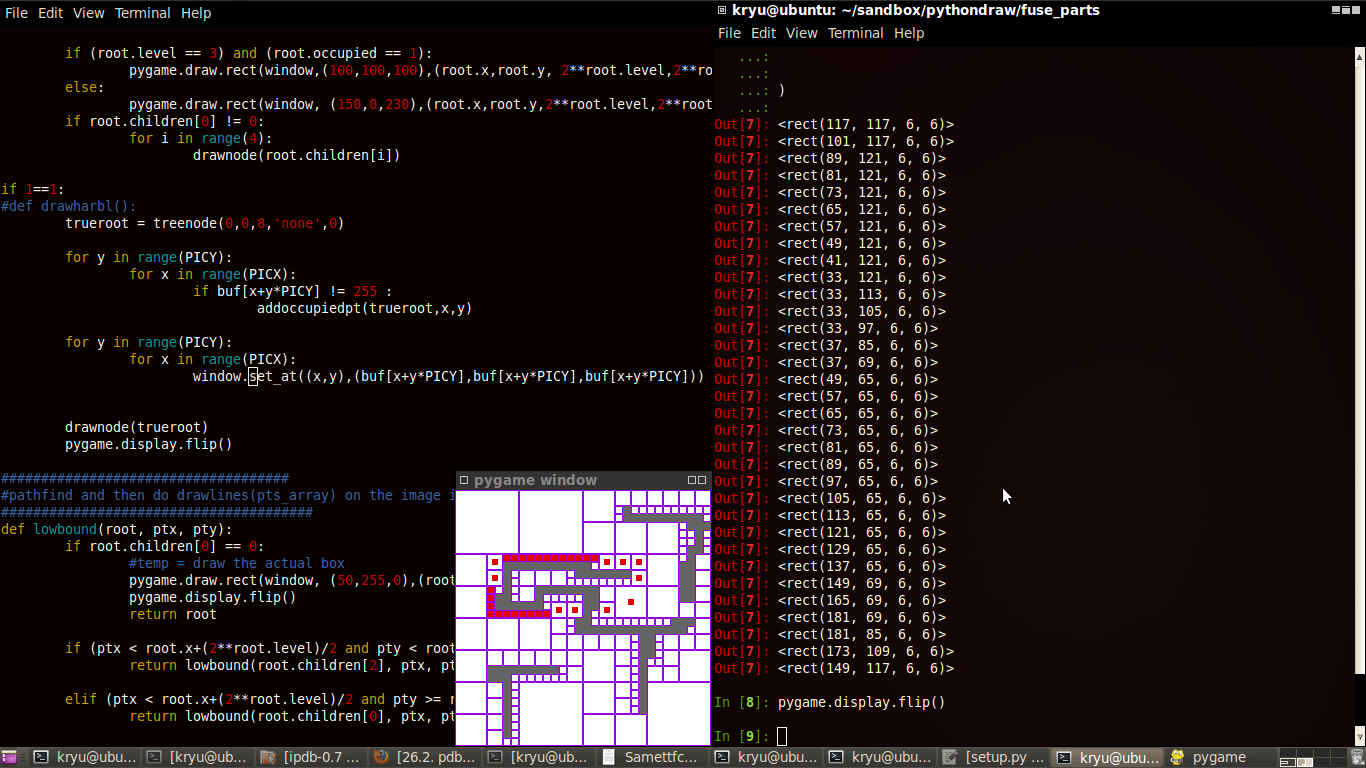 File Edit View Terminal Help
if (root.level == 3) and (root.occupied == 1):
pygame.draw.rect(window,(100,100,100),(root.x,root.y, 2**root.level,2**ro
else:
pygame.draw.rect(window, (150,0,230),(root.x,root.y,2**root.level,2**root
if root.children[0] != 0:
for i in range(4):
drawnode(root.children[i])
if 1==1:
#def drawharbl():
trueroot = treenode(0,0,8,'none',0)
for y in range(PICY):
for x in range(PICX):
if buf[x+y*PICY] != 255 :
addoccupiedpt(trueroot,x,y)
for y in range(PICY):
for x in range(PICX):
window.set_at((x,y),(buf[x+y*PICY],buf[x+y*PICY],buf[x+y*PICY]))
drawnode(trueroot)
pygame.display.flip()
####################################
#pathfind and then do drawlines(pts_array) on the image i
#######################################
def lowbound(root, ptx, pty):
if root.children[0] == 0:
#temp = draw the actual box
pygame.draw.rect(window, (50,255,0),(root
pygame.display.flip()
return root
if (ptx < root.x+(2**root.level)/2 and pty < root
return lowbound(root.children[2], ptx, pt
elif (ptx < root.x+(2**root.level)/2 and pty >= r
return lowbound(root.children[0], ptx, pt
pygame window
kryu@ubuntu: ~/sandbox/pythondraw/fuse_parts
File Edit View Terminal Help
...:
...:
...: )
...:
Out[7]: <rect(117, 117, 6, 6)>
Out[7]: <rect(101, 117, 6, 6)>
Out[7]: <rect(89, 121, 6, 6)>
Out[7]: <rect(81, 121, 6, 6)>
Out[7]: <rect(73, 121, 6, 6)>
Out[7]: <rect(65, 121, 6, 6)>
Out[7]: <rect(57, 121, 6, 6)>
Out[7]: <rect(49, 121, 6, 6)>
Out[7]: <rect(41, 121, 6, 6)>
Out[7]: <rect(33, 121, 6, 6)>
Out[7]: <rect(33, 113, 6, 6)>
Out[7]: <rect(33, 105, 6, 6)>
Out[7]: <rect(33, 97, 6, 6)>
Out[7]: <rect(37, 85, 6, 6)>
Out[7]: <rect(37, 69, 6, 6)>
Out[7]: <rect(49, 65, 6, 6)>
Out[7]: <rect(57, 65, 6, 6)>
Out[7]: <rect(65, 65, 6, 6)>
Out[7]: <rect(73, 65, 6, 6)>
Out[7]: <rect(81, 65, 6, 6)>
Out[7]: <rect(89, 65, 6, 6)>
Out[7]: <rect(97, 65, 6, 6)>
Out[7]: <rect(105, 65, 6, 6)>
Out[7]: <rect(113, 65, 6, 6)>
Out[7]: <rect(121, 65, 6, 6)>
Out[7]: <rect(129, 65, 6, 6)>
Out[7]: <rect(137, 65, 6, 6)>
Out[7]: <rect(149, 69, 6, 6)>
Out[7]: <rect(165, 69, 6, 6)>
Out[7]: <rect(181, 69, 6, 6)>
Out[7]: <rect(181, 85, 6, 6)>
Out[7]: <rect(173, 109, 6, 6)>
Out[7]: <rect(149, 117, 6, 6)>
In [8]: pygame.display.flip()
In [9]:
kryu@ubu... [kryu@ub... [ipdb-0.7 ... [26.2. pdb... [kryu@ubu... Samettfc... kryu@ubu... kryu@ubu... [setup.py ... kryu@ubu... pygame